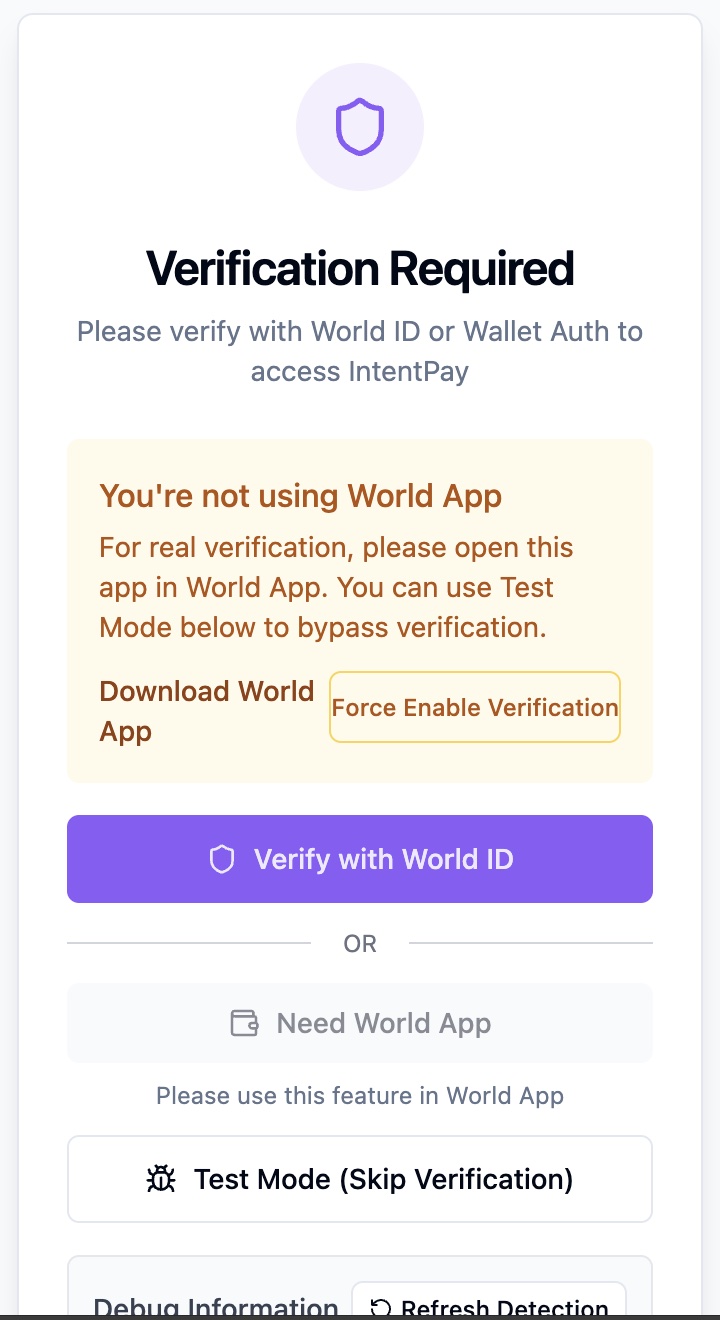 Verification Required
Please verify with World ID or Wallet Auth to
access IntentPay
You're not using World App
For real verification, please open this
app in World App. You can use Test
Mode below to bypass verification.
Download World
App
Force Enable Verification
Verify with World ID
OR
Need World App
Please use this feature in World App
Test Mode (Skip Verification)
Debug Information
Refresh Detection